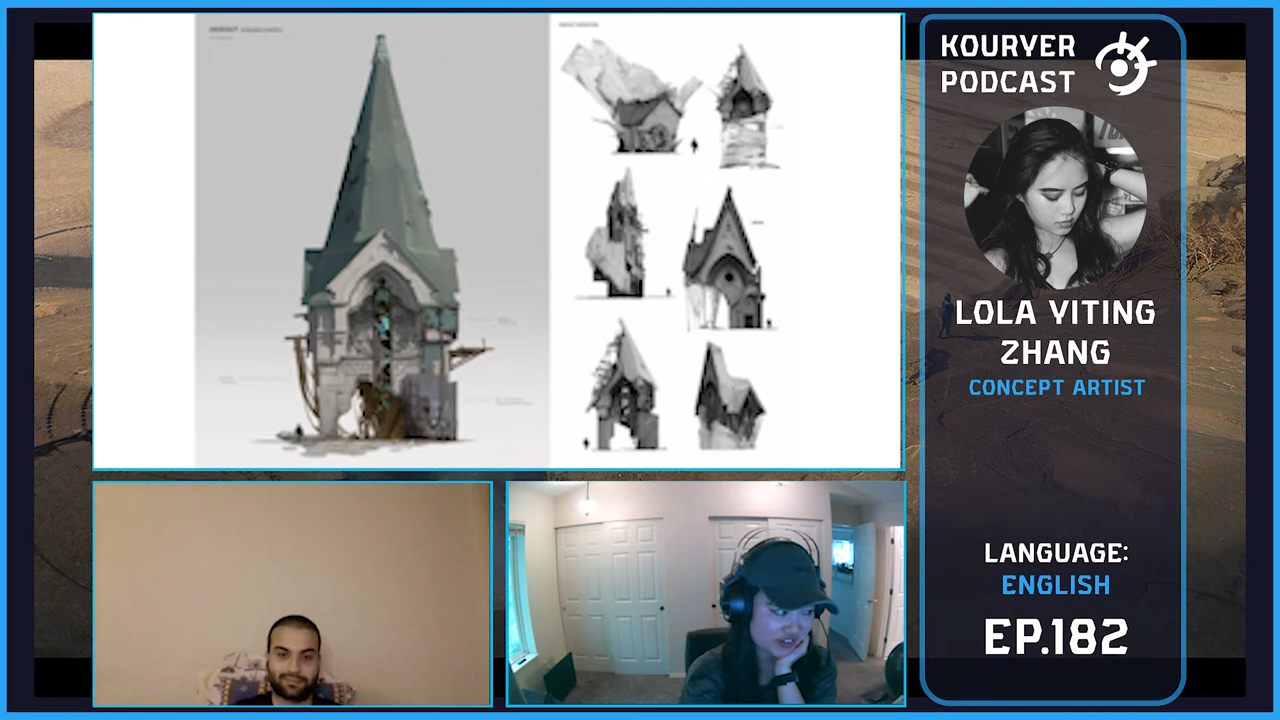 KOURYER
PODCAST
LOLA YITING
ZHANG
CONCEPT ARTIST
LANGUAGE:
ENGLISH
EP.182